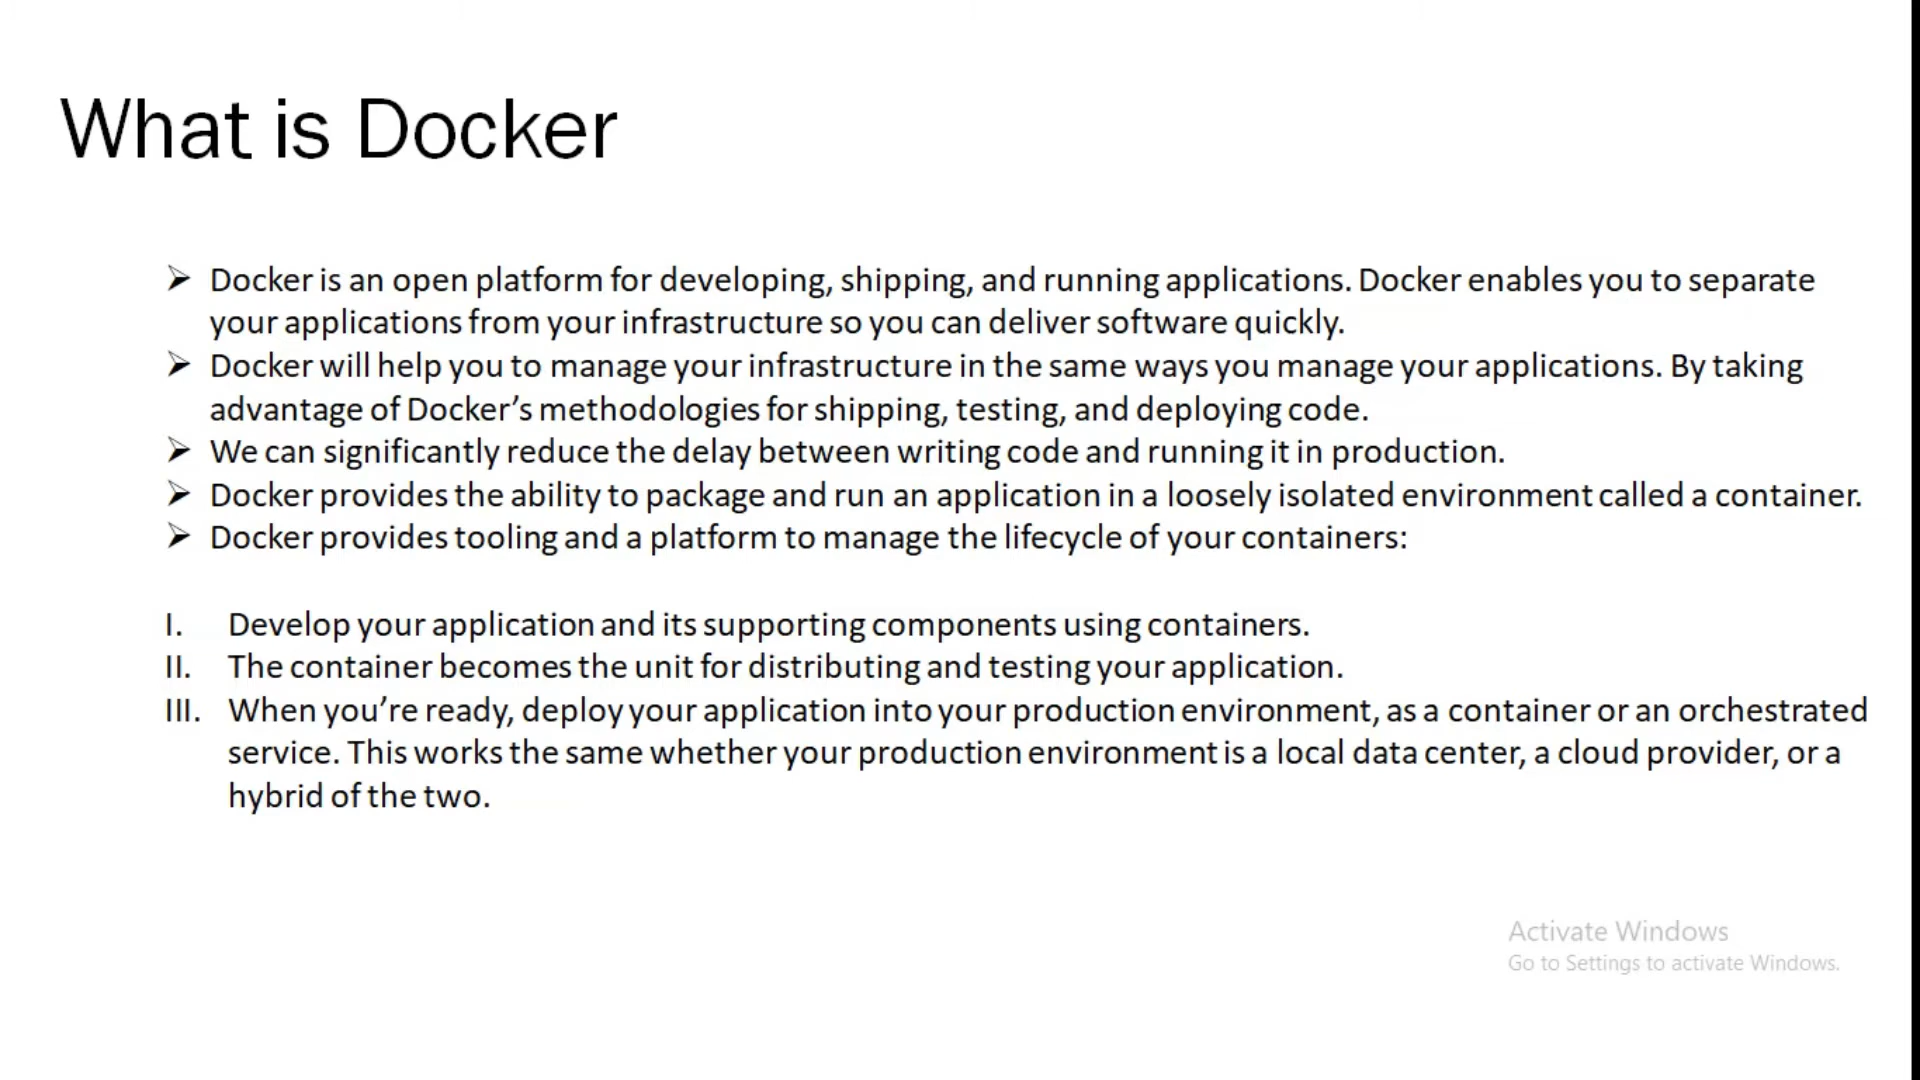 What is Docker
➢ Docker is an open platform for developing, shipping, and running applications. Docker enables you to separate
your applications from your infrastructure so you can deliver software quickly.
➢ Docker will help you to manage your infrastructure in the same ways you manage your applications. By taking
advantage of Docker’s methodologies for shipping, testing, and deploying code.
➢ We can significantly reduce the delay between writing code and running it in production.
➢ Docker provides the ability to package and run an application in a loosely isolated environment called a container.
➢ Docker provides tooling and a platform to manage the lifecycle of your containers:
I. Develop your application and its supporting components using containers.
II. The container becomes the unit for distributing and testing your application.
III. When you’re ready, deploy your application into your production environment, as a container or an orchestrated
service. This works the same whether your production environment is a local data center, a cloud provider, or a
hybrid of the two.
Activate Windows
Go to Settings to activate Windows.